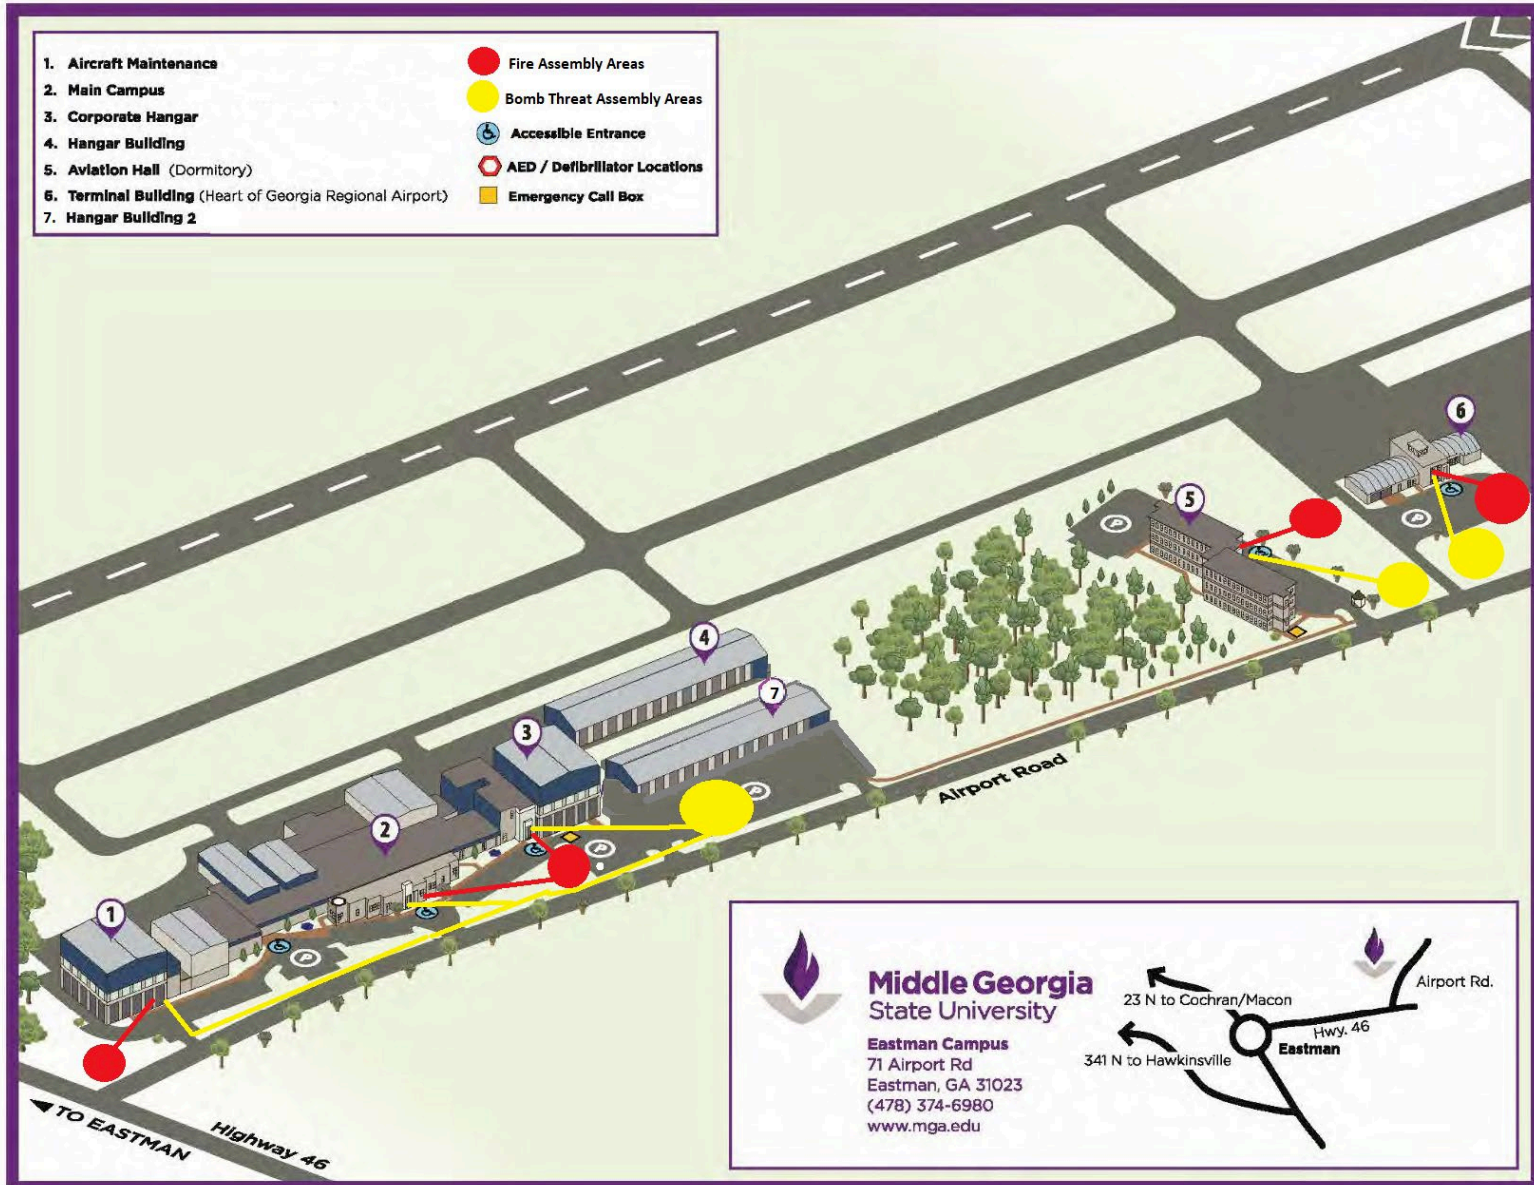 1. Aircraft Maintenance
2. Main Campus
3. Corporate Hangar
4. Hangar Building
5. Aviation Hall (Dormitory)
6. Terminal Building (Heart of Georgia Regional Airport)
7. Hangar Building 2
Fire Assembly Areas
Bomb Threat Assembly Areas
Accessible Entrance
AED / Defibrillator Locations
Emergency Call Box
6
5
P
P
4
7
3
P
2
P
1
P
Airport Road
TO EASTMAN
Highway 46
Middle Georgia
State University
Eastman Campus
71 Airport Rd
Eastman, GA 31023
(478) 374-6980
www.mga.edu
23 N to Cochran/Macon
Airport Rd.
Hwy. 46
Eastman
341 N to Hawkinsville